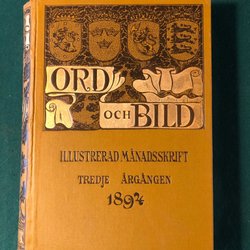 ORD
OCH BILD
ILLUSTRERAD MÅNADSSKRIFT
TREDJE ÅRGÅNGEN
1894